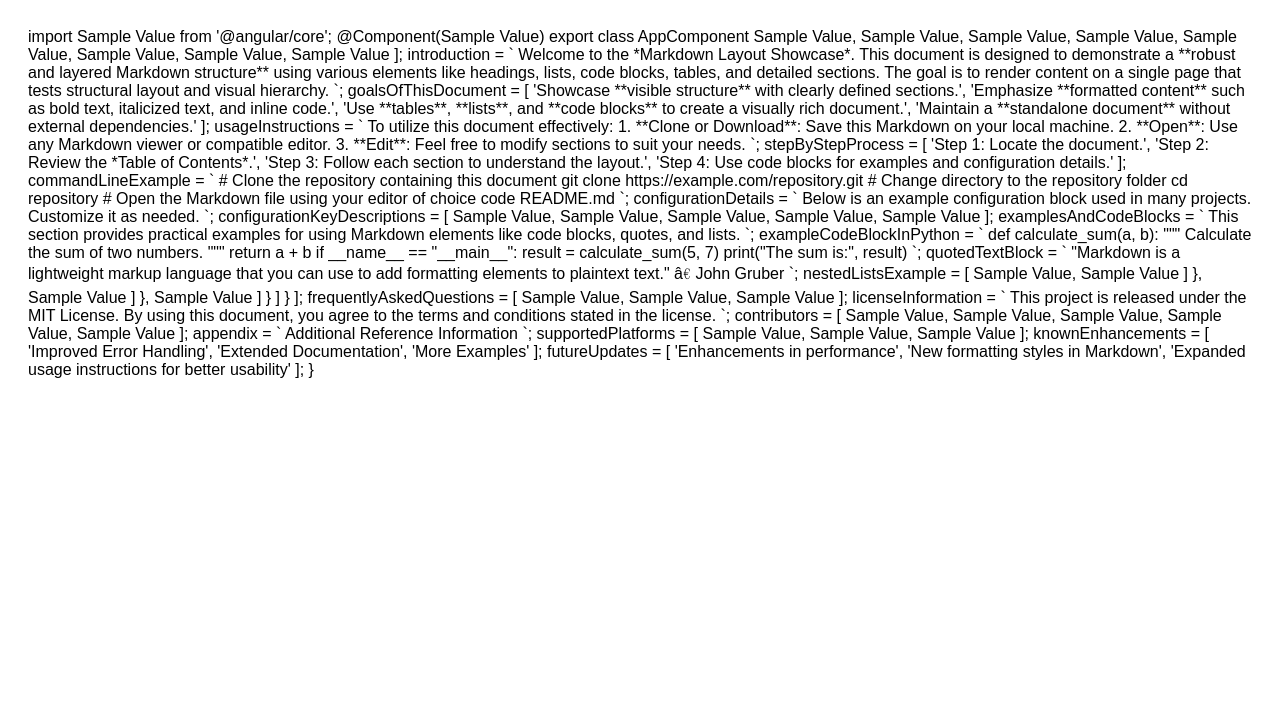 import Sample Value from '@angular/core'; @Component(Sample Value) export class AppComponent Sample Value, Sample Value, Sample Value, Sample Value, Sample
Value, Sample Value, Sample Value, Sample Value ]; introduction = ` Welcome to the *Markdown Layout Showcase*. This document is designed to demonstrate a **robust
and layered Markdown structure** using various elements like headings, lists, code blocks, tables, and detailed sections. The goal is to render content on a single page that
tests structural layout and visual hierarchy. `; goalsOfThisDocument = [ 'Showcase **visible structure** with clearly defined sections.', 'Emphasize **formatted content** such
as bold text, italicized text, and inline code.', 'Use **tables**, **lists**, and **code blocks** to create a visually rich document.', 'Maintain a **standalone document** without
external dependencies.' ]; usageInstructions = ` To utilize this document effectively: 1. **Clone or Download**: Save this Markdown on your local machine. 2. **Open**: Use
any Markdown viewer or compatible editor. 3. **Edit**: Feel free to modify sections to suit your needs. `; stepByStepProcess = [ 'Step 1: Locate the document.', 'Step 2:
Review the *Table of Contents*.', 'Step 3: Follow each section to understand the layout.', 'Step 4: Use code blocks for examples and configuration details.' ];
commandLineExample = ` # Clone the repository containing this document git clone https://example.com/repository.git # Change directory to the repository folder cd
repository # Open the Markdown file using your editor of choice code README.md `; configurationDetails = ` Below is an example configuration block used in many projects.
Customize it as needed. `; configurationKeyDescriptions = [ Sample Value, Sample Value, Sample Value, Sample Value, Sample Value ]; examplesAndCodeBlocks = ` This
section provides practical examples for using Markdown elements like code blocks, quotes, and lists. `; exampleCodeBlockInPython = ` def calculate_sum(a, b): """ Calculate
the sum of two numbers. """ return a + b if __name__ == "__main__": result = calculate_sum(5, 7) print("The sum is:", result) `; quotedTextBlock = ` "Markdown is a
lightweight markup language that you can use to add formatting elements to plaintext text." â€ John Gruber `; nestedListsExample = [ Sample Value, Sample Value ] },
Sample Value ] }, Sample Value ] } ] } ]; frequentlyAskedQuestions = [ Sample Value, Sample Value, Sample Value ]; licenseInformation = ` This project is released under the
MIT License. By using this document, you agree to the terms and conditions stated in the license. `; contributors = [ Sample Value, Sample Value, Sample Value, Sample
Value, Sample Value ]; appendix = ` Additional Reference Information `; supportedPlatforms = [ Sample Value, Sample Value, Sample Value ]; knownEnhancements = [
'Improved Error Handling', 'Extended Documentation', 'More Examples' ]; futureUpdates = [ 'Enhancements in performance', 'New formatting styles in Markdown', 'Expanded
usage instructions for better usability' ]; }